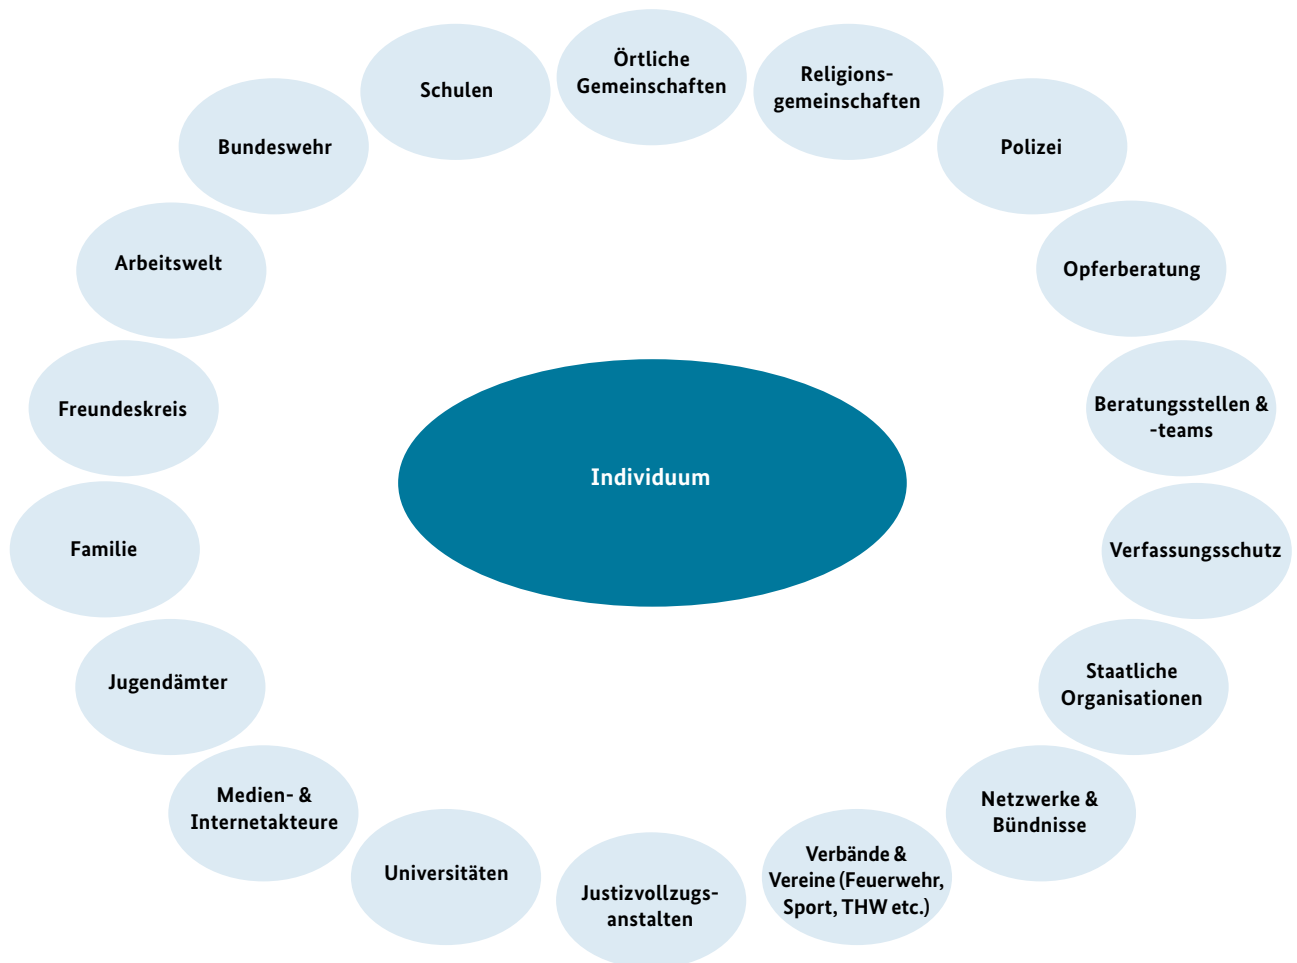 Örtliche
Gemeinschaften
Religions-
gemeinschaften
Schulen
Polizei
Bundeswehr
Opferberatung
Arbeitswelt
Beratungsstellen &
-teams
Freundeskreis
Individuum
Verfassungsschutz
Familie
Staatliche
Organisationen
Jugendämter
Netzwerke &
Bündnisse
Medien- &
Internetakteure
Verbände &
Vereine (Feuerwehr,
Sport, THW etc.)
Universitäten
Justizvollzugs-
anstalten